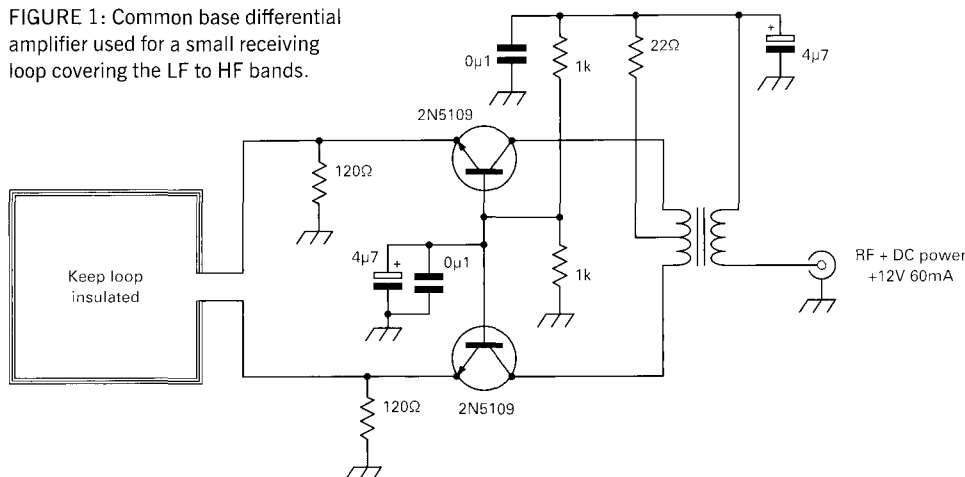 FIGURE 1: Common base differential
amplifier used for a small receiving
loop covering the LF to HF bands.
0µ1
1k
22Ω
+
4µ7
2N5109
120Ω
Keep loop
insulated
4µ7
+
0µ1
1k
RF + DC power
+12V 60mA
120Ω
2N5109